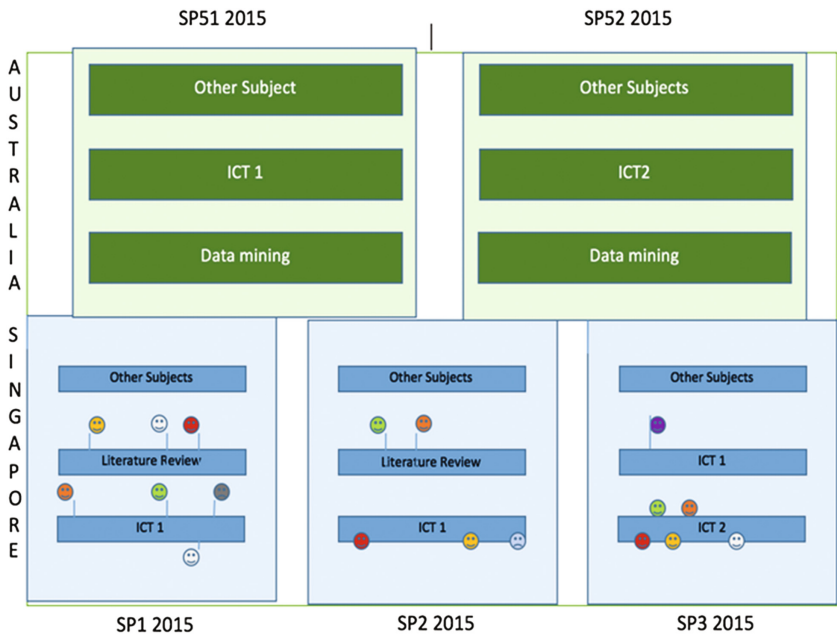 SP51 2015
SP52 2015
AUSTRALIA
Other Subject
ICT 1
Data mining
Other Subjects
ICT2
Data mining
SINGAPORE
Other Subjects
Literature Review
ICT 1
Other Subjects
Literature Review
ICT 1
Other Subjects
ICT 1
ICT 2
SP1 2015
SP2 2015
SP3 2015